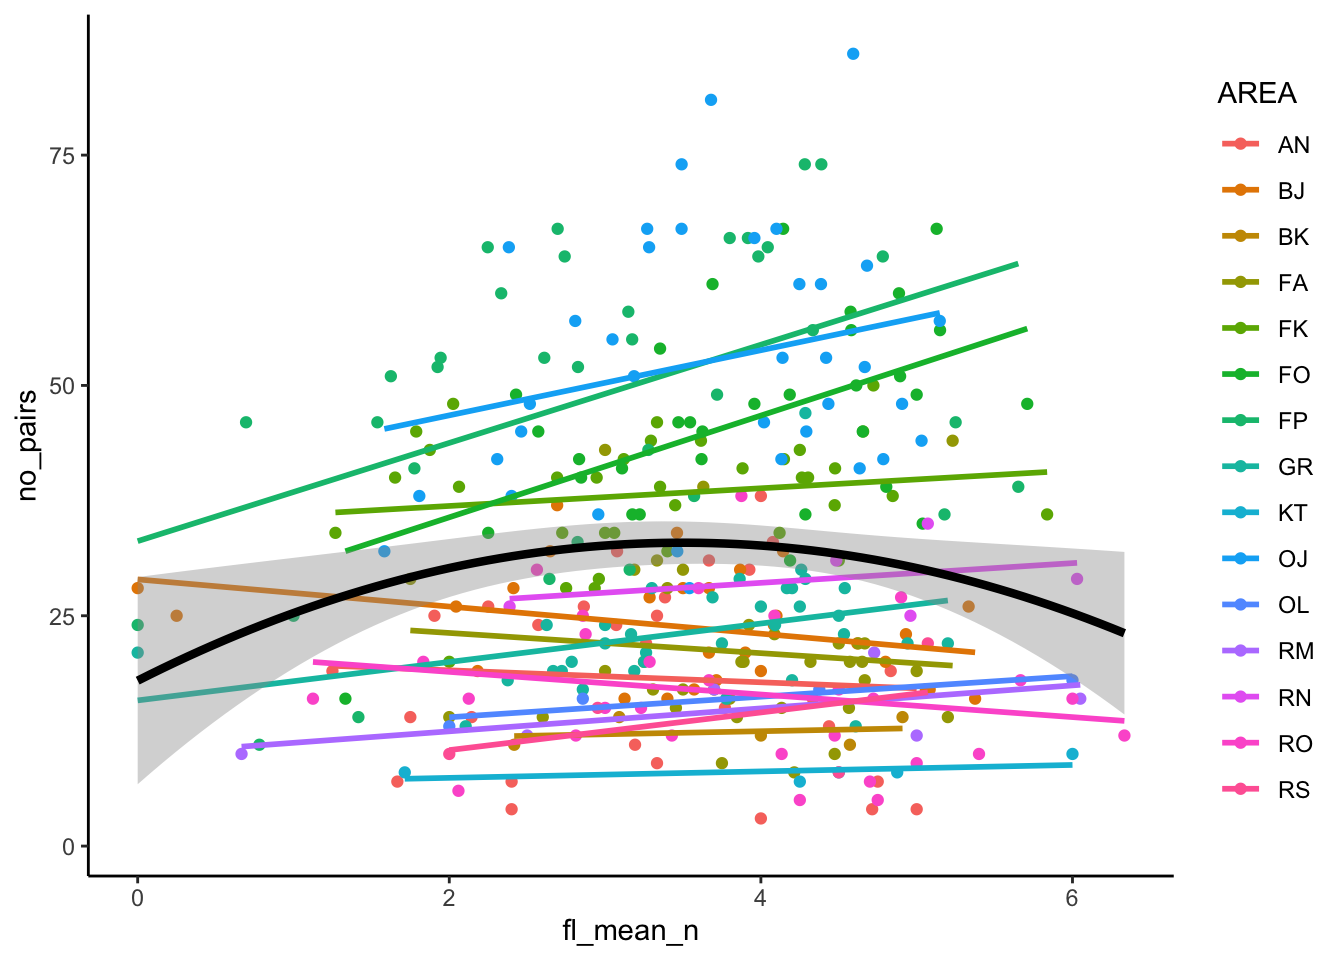 75
50
25
0
no_pairs
0 2 4 6
fl_mean_n
AREA
AN
BJ
BK
FA
FK
FO
FP
GR
KT
OJ
OL
RM
RN
RO
RS